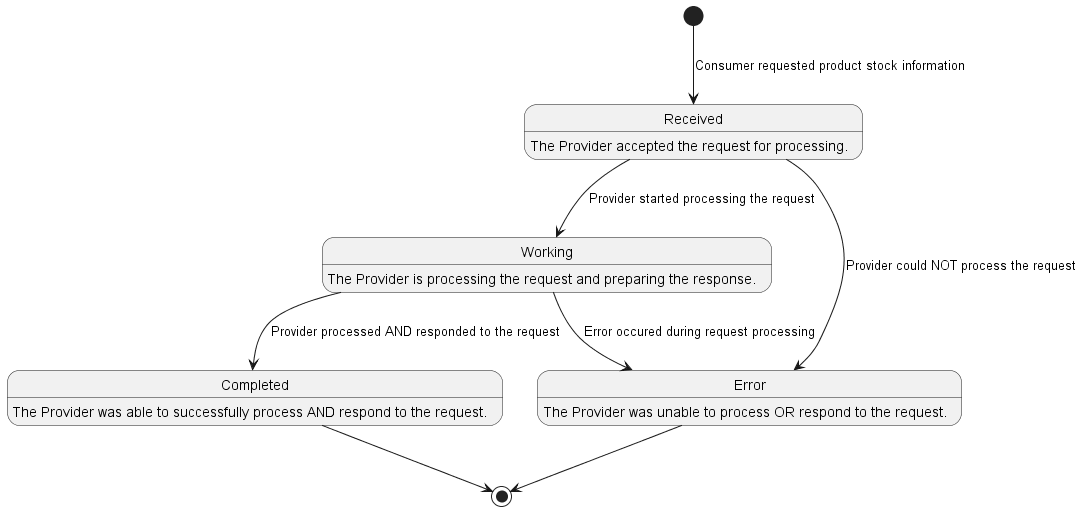 Consumer requested product stock information
Received
The Provider accepted the request for processing.
Provider started processing the request
Provider could NOT process the request
Working
The Provider is processing the request and preparing the response.
Provider processed AND responded to the request
Error occured during request processing
Completed
The Provider was able to successfully process AND respond to the request.
Error
The Provider was unable to process OR respond to the request.